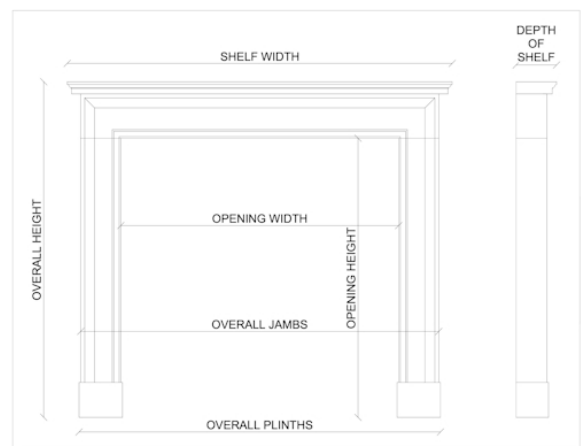 DEPTH
OF
SHELF
SHELF WIDTH
OVERALL HEIGHT
OPENING WIDTH
OPENING HEIGHT
OVERALL JAMBS
OVERALL PLINTHS